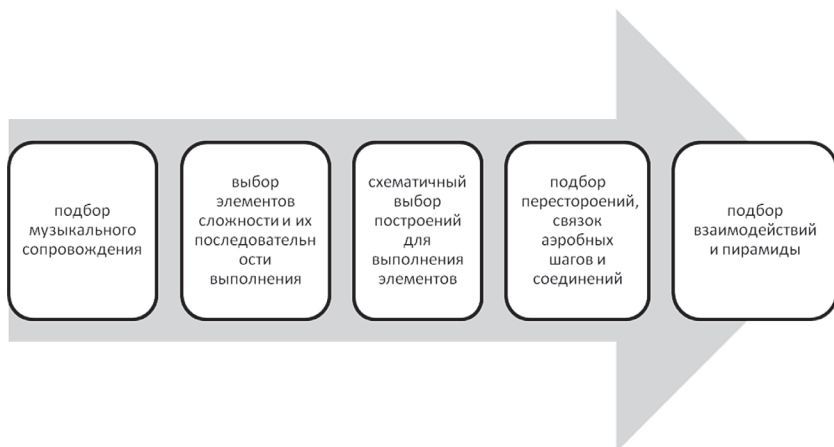 подбор
музыкального
сопровождения
выбор
элементов
сложности и их
последовательн
ости
выполнения
схематичный
выбор
построений
для
выполнения
элементов
подбор
перестороений,
связок
аэробных
шагов и
соединений
подбор
взаимодействий
и пирамиды